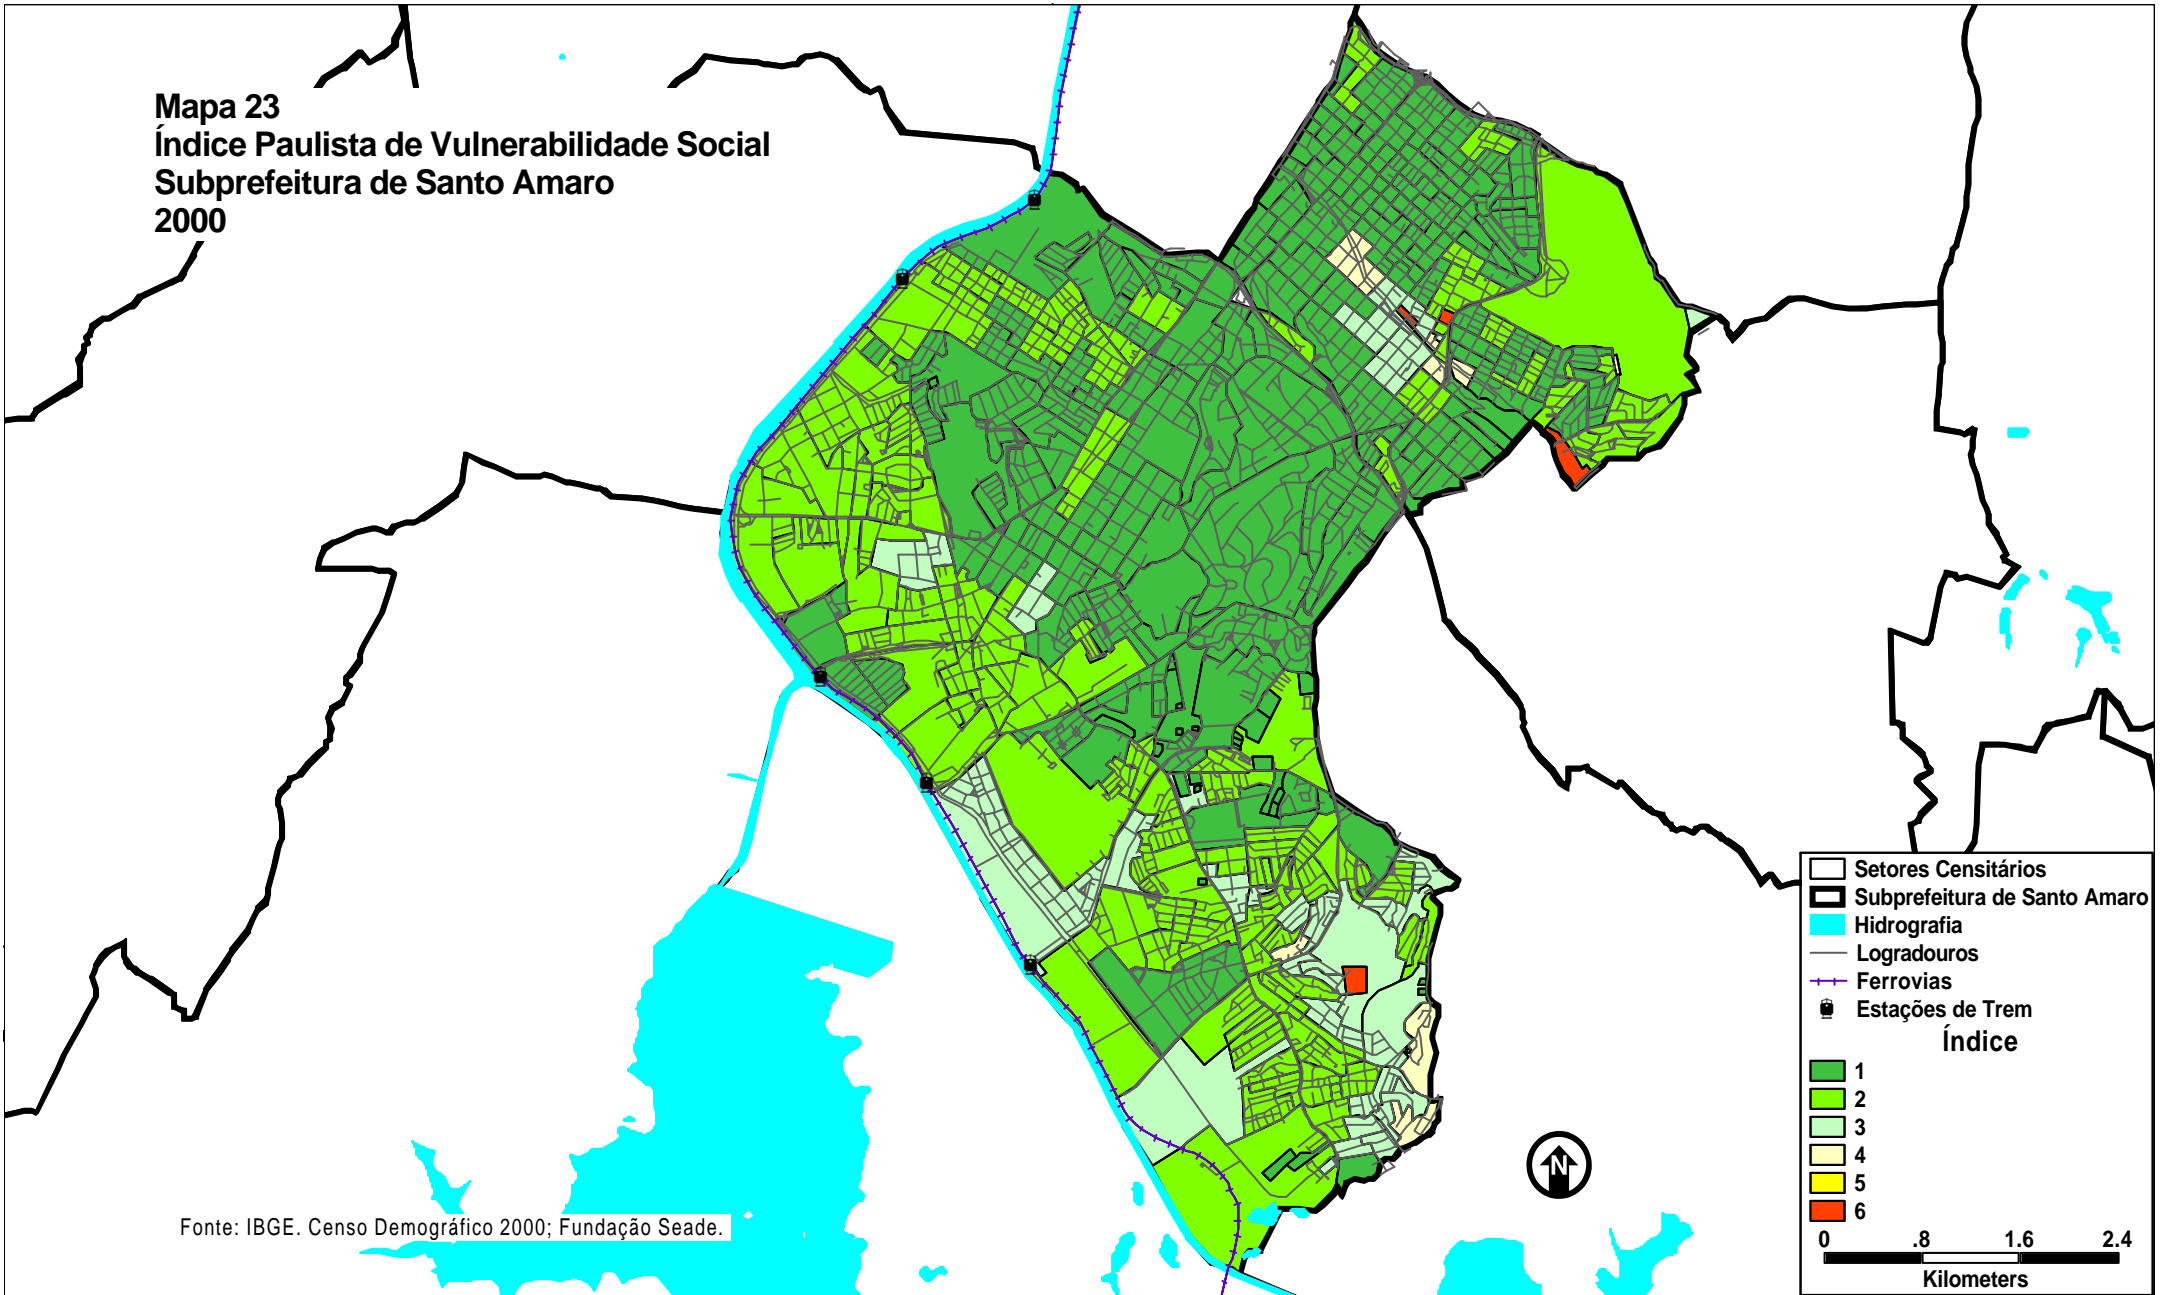 Mapa 23
Índice Paulista de Vulnerabilidade Social
Subprefeitura de Santo Amaro
2000
Setores Censitários
Subprefeitura de Santo Amaro
Hidrografia
Logradouros
Ferrovias
Estações de Trem
Índice
1
2
3
4
5
6
0 .8 1.6 2.4
Kilometers
N
Fonte: IBGE. Censo Demográfico 2000; Fundação Seade.